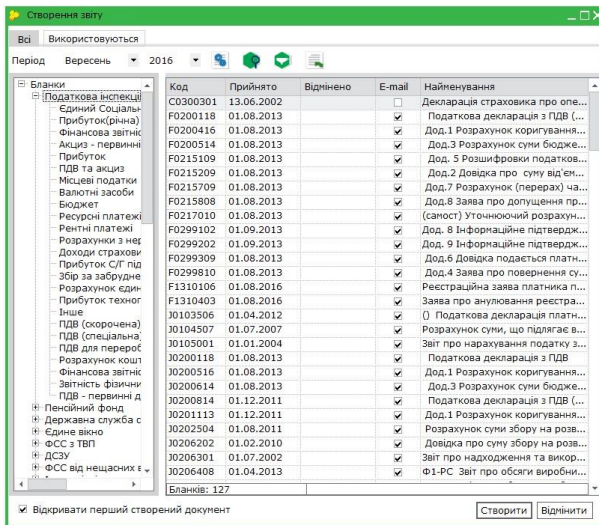 Створення звіту
Всі Використовуються
Період Вересень 2016
Бланки
Податкова інспекці
Єдиний Соціальн
Прибуток(річна)
Фінансова звітніс
Акциз - первинні
Прибуток
ПДВ та акциз
Місцеві податки
Валютні засоби
Бюджет
Ресурсні платежі
Рентні платежі
Розрахунки з нер
Доходи страхови
Прибуток С/Г під
Збір за забрудне
Розрахунок єдин
Прибуток техног
Інше
ПДВ (скорочена)
ПДВ (спеціальна)
ПДВ для перероб
Розрахунок кошт
Фінансова звітніс
Звітність фізични
ПДВ - первинні д
Пенсійний фонд
Державна служба с
Єдине вікно
ФСС з ТВП
ДСЗУ
ФСС від нещасних в
Код Прийнято Відмінено E-mail Найменування
C0300301 13.06.2002 Декларація страховика про опе...
F0200118 01.08.2013 Податкова декларація з ПДВ (...
F0200416 01.08.2013 Дод.1 Розрахунок коригування...
F0200514 01.08.2013 Дод.3 Розрахунок суми бюдже...
F0215109 01.08.2013 Дод. 5 Розшифровки податков...
F0215209 01.08.2013 Дод.2 Довідка про суму від'єм...
F0215709 01.08.2013 Дод.7 Розрахунок (перерах) ча...
F0215808 01.08.2013 Дод.8 Заява про допущення пр...
F0217010 01.08.2013 (самост) Уточнюючий розрахун...
F0299102 01.09.2013 Дод. 8 Інформаційне підтвердж...
F0299202 01.09.2013 Дод. 9 Інформаційне підтвердж...
F0299309 01.08.2013 Дод.6 Довідка подається платн...
F0299810 01.08.2013 Дод.4 Заява про повернення су...
F1310106 01.08.2016 Реєстраційна заява платника п...
F1310403 01.08.2016 Заява про анулювання реєстра...
J0103506 01.04.2012 () Податкова декларація платн...
J0104507 01.07.2007 Розрахунок суми, що підлягає в...
J0105001 01.01.2004 Звіт про нарахування податку з...
J0200118 01.08.2013 Податкова декларація з ПДВ
J0200516 01.08.2013 Дод.1 Розрахунок коригування...
J0200614 01.08.2013 Дод.3 Розрахунок суми бюдже...
J0200814 01.12.2011 Податкова декларація з ПДВ (...
J0201113 01.12.2011 Дод.1 Розрахунок коригування...
J0202504 01.08.2011 Розрахунок суми збору на розв...
J0206202 01.02.2010 Довідка про суму збору на розв...
J0206301 01.07.2002 Звіт про надходження та викор...
J0206408 01.04.2013 Ф1-РС Звіт про обсяги виробни...
Бланків: 127
Відкривати перший створений документ
Створити Відмінити